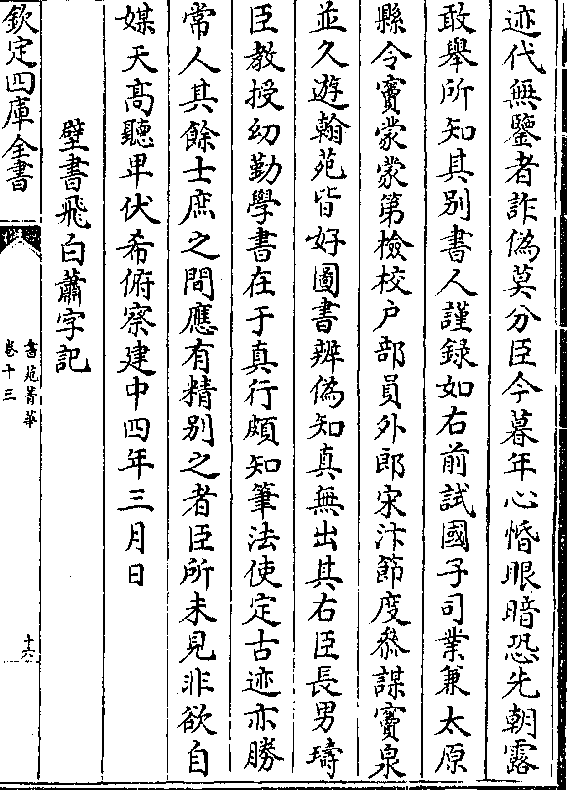 迹代無鑒者詐偽莫分臣今暮年心惛眼暗恐先朝露
敢舉所知其别書人謹録如右前試國子司業兼太原
縣令竇蒙蒙第檢校户部員外郎宋汴節度叅謀竇泉
並久遊翰苑皆好圖書辨偽知真無出其右臣長男璹
臣教授幼勤學書在于真行頗知筆法使定古迹亦勝
常人其餘士庶之間應有精别之者臣所未見非欲自
媒天高聽卑伏希俯察建中四年三月日
壁書飛白蕭字記
欽定四庫全書
書苑菁華
卷十三
十六